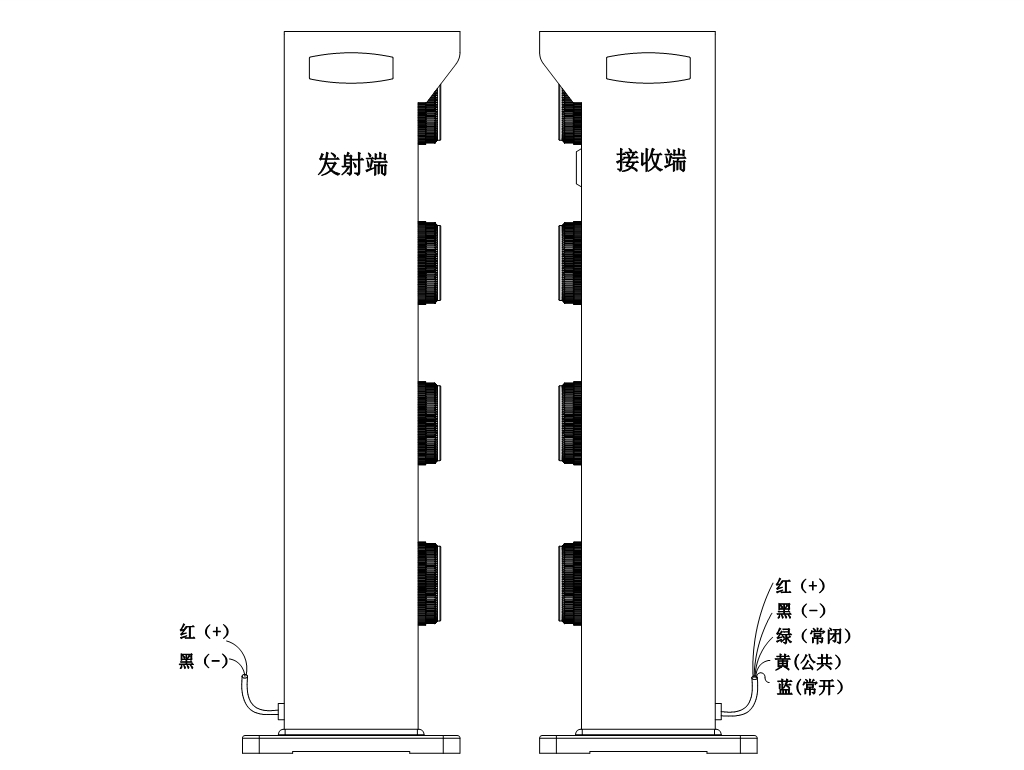 发射端
接收端
红（+）
黑（-）
红（+）
黑（-）
绿（常闭）
黄(公共）
蓝(常开）